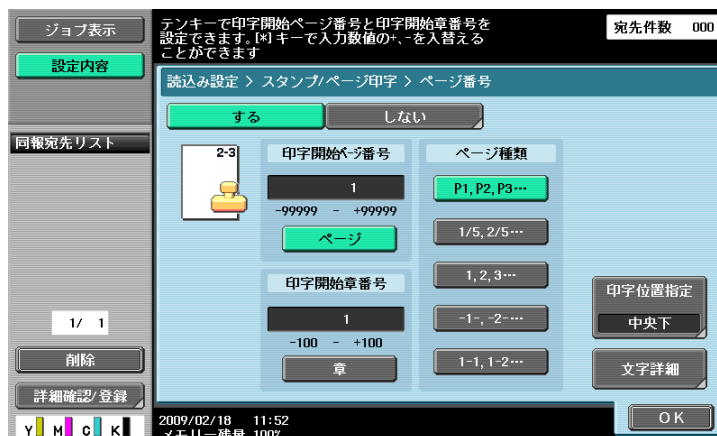 ジョブ表示
設定内容
テンキーで印字開始ページ番号と印字開始章番号を
設定できます。[*]キーで入力数値の+、-を入替える
ことができます
宛先件数 000
読込み設定 > スタンプ/ページ印字 > ページ番号
する
しない
同報宛先リスト
2-3
印字開始ページ番号
1
-99999 - +99999
ページ
印字開始章番号
1
-100 - +100
章
ページ種類
P1,P2,P3…
1/5,2/5…
1,2,3…
-1-,-2-…
1-1,1-2…
印字位置指定
中央下
文字詳細
1/ 1
削除
詳細確認/登録
Y M C K
2009/02/18 11:52
メモリー残量 100%
OK